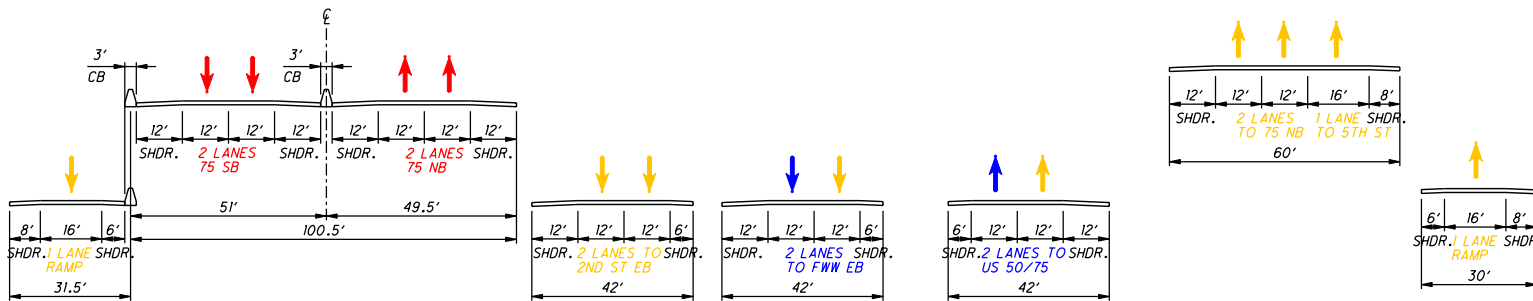 ℄
3' 3'
CB CB
12' 12' 12' 12' 12' 12' 12' 12'
SHDR. 2 LANES SHDR. SHDR. 2 LANES SHDR.
75 SB 75 NB
51' 49.5'
100.5'
8' 16' 6'
SHDR. 1 LANE SHDR.
RAMP
31.5'
12' 12' 12' 6'
SHDR. 2 LANES TO SHDR.
2ND ST EB
42'
12' 12' 12' 6'
SHDR. 2 LANES SHDR.
TO FWW EB
42'
6' 12' 12' 12'
SHDR. 2 LANES TO SHDR.
US 50/75
42'
12' 12' 12' 16' 8'
SHDR. 2 LANES 1 LANE SHDR.
TO 75 NB TO 5TH ST
60'
6' 16' 8'
SHDR. 1 LANE SHDR.
RAMP
30'